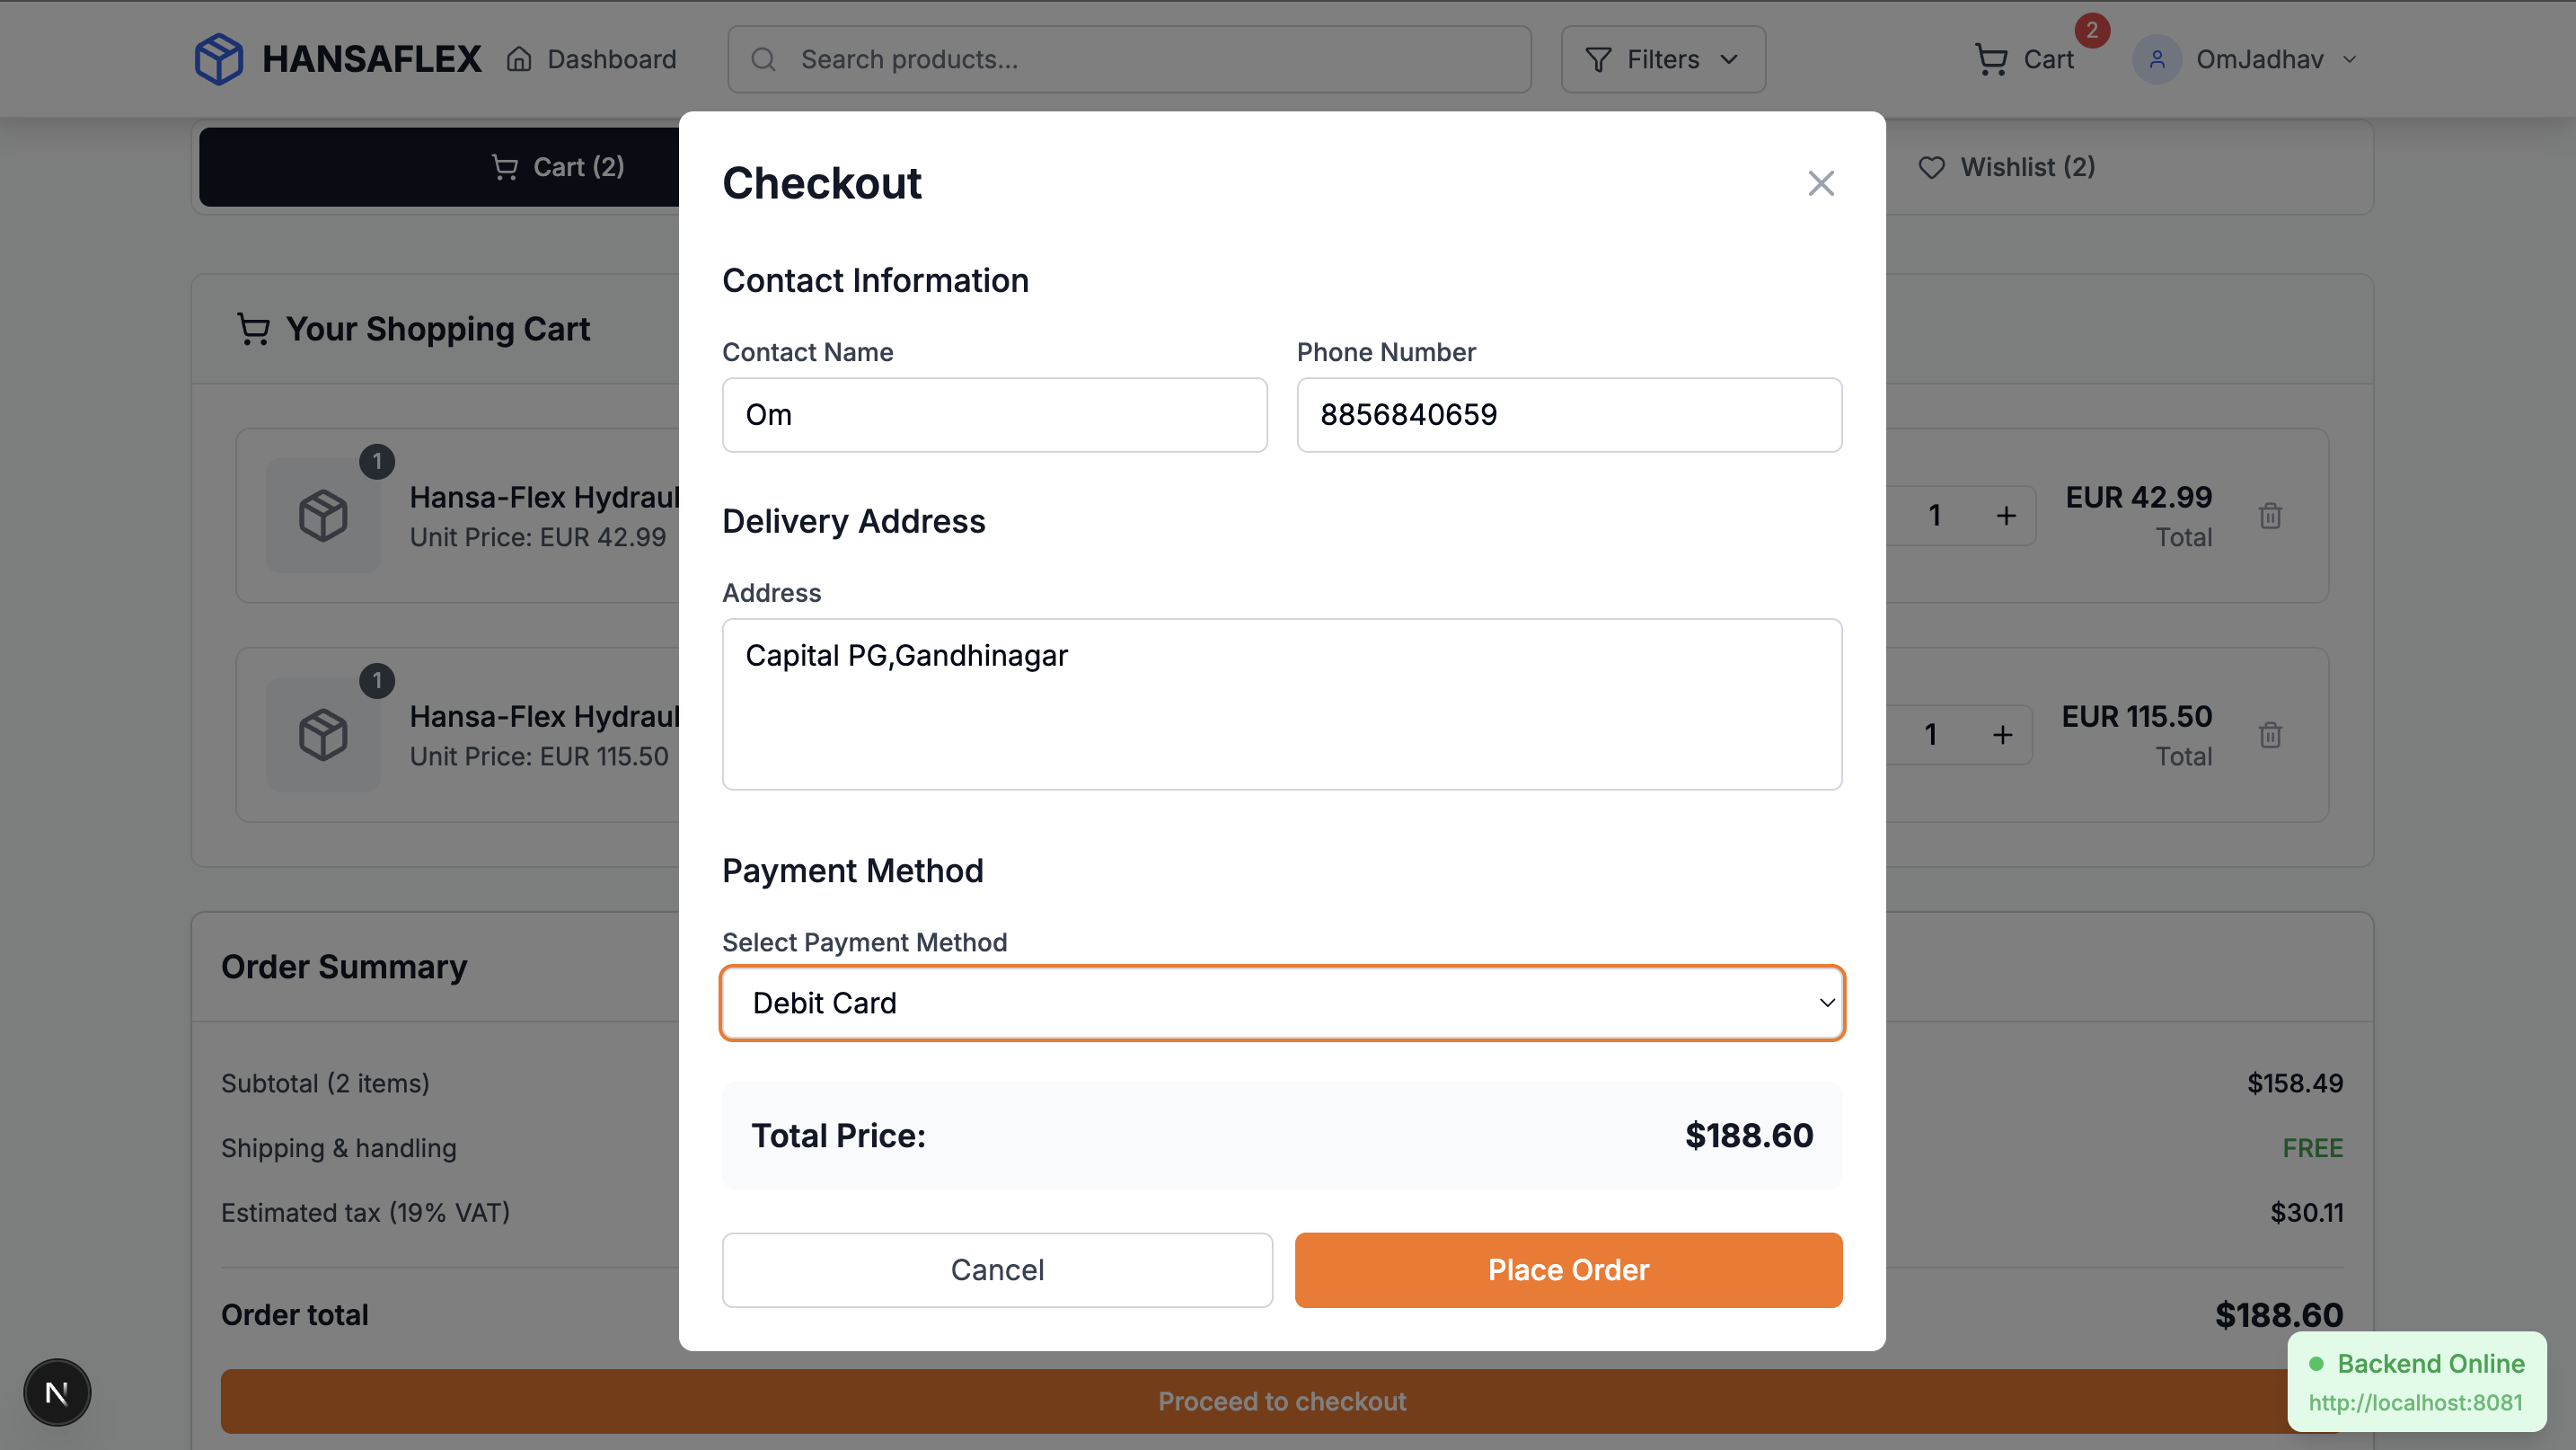 HANSAFLEX
Dashboard
Search products...
Filters
Cart
2
OmJadhav
Cart (2)
Wishlist (2)
Checkout
Contact Information
Contact Name
Phone Number
Om
8856840659
Delivery Address
Address
Capital PG,Gandhinagar
Payment Method
Select Payment Method
Debit Card
Total Price:
$188.60
Cancel
Place Order
Your Shopping Cart
1
Hansa-Flex Hydraul
Unit Price: EUR 42.99
1
+
EUR 42.99
Total
1
Hansa-Flex Hydraul
Unit Price: EUR 115.50
1
+
EUR 115.50
Total
Order Summary
Subtotal (2 items)
$158.49
Shipping & handling
FREE
Estimated tax (19% VAT)
$30.11
Order total
$188.60
Proceed to checkout
N
Backend Online
http://localhost:8081